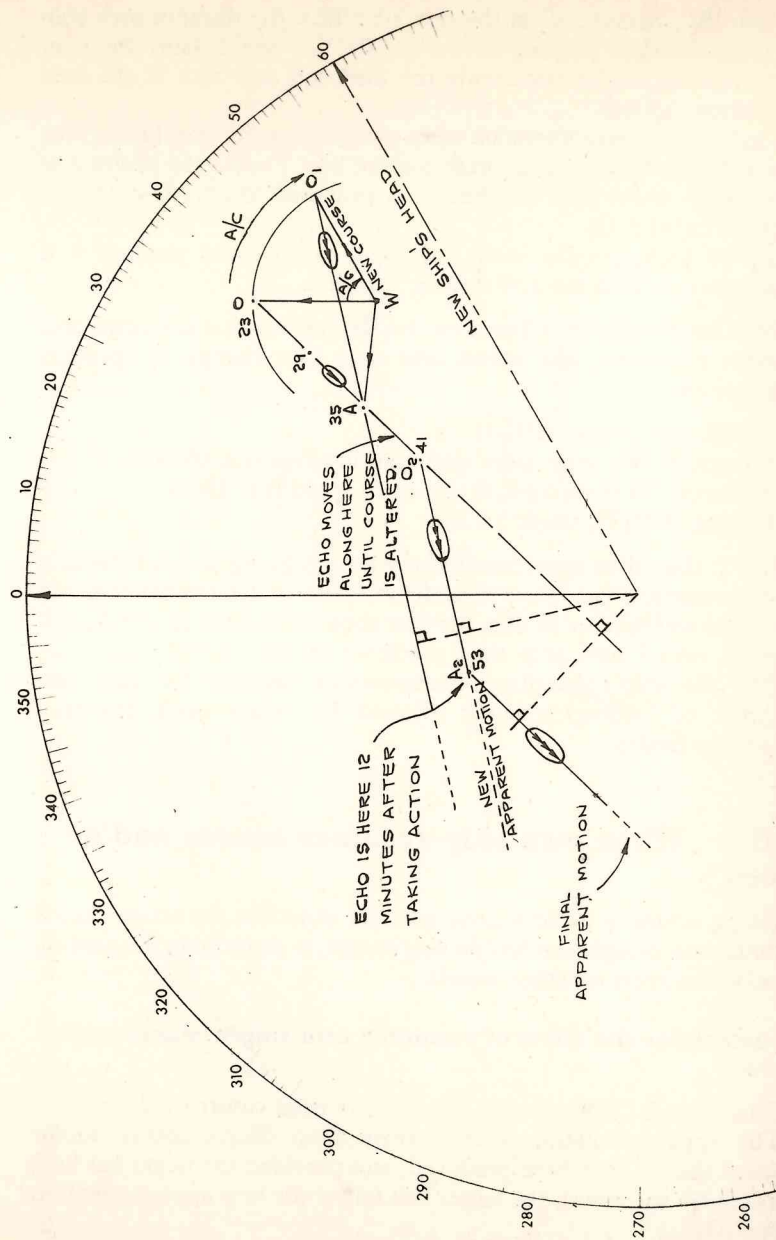 260
270
280
290
300
310
320
330
340
350
0
10
20
30
40
50
60
A/C
O
23
O1
29.
A/C
NEW COURSE
W
35
A
ECHO MOVES
ALONG HERE
UNTIL COURSE
IS ALTERED.
O2
41
NEW SHIP'S HEAD
ECHO IS HERE 12
MINUTES AFTER
TAKING ACTION
A2
53
NEW
APPARENT MOTION
FINAL
APPARENT MOTION